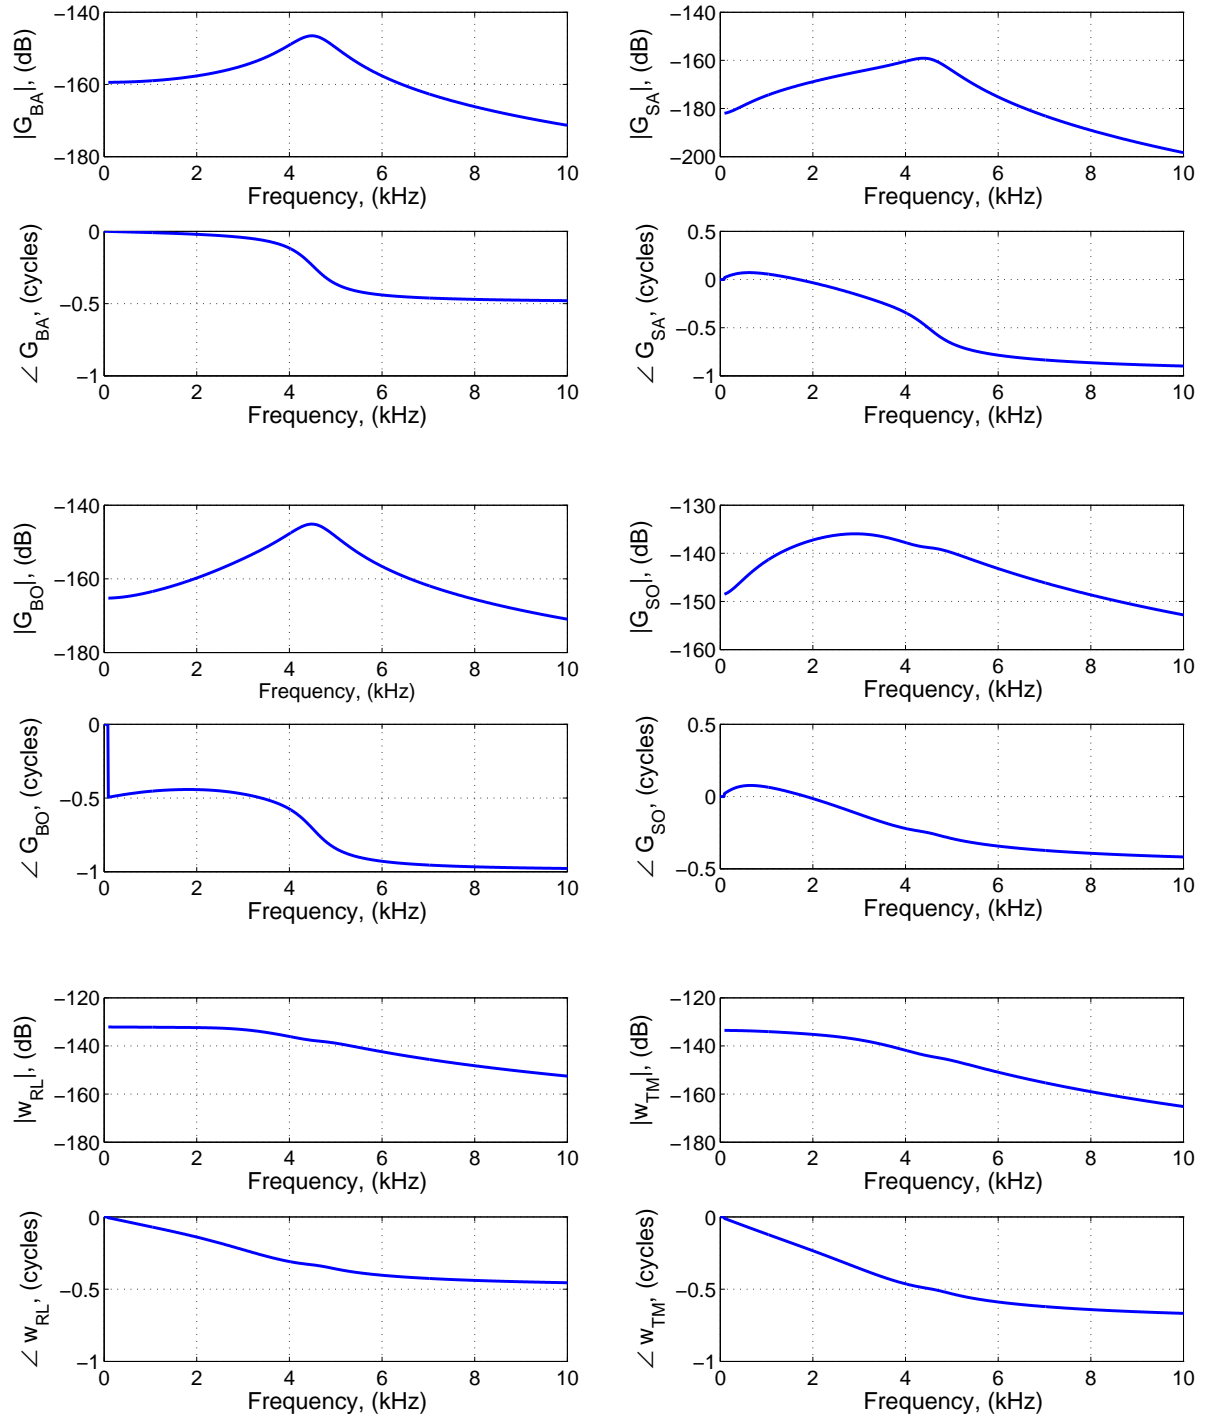 |G_BA|, (dB)
−140
−160
−180
0 2 4 6 8 10
Frequency, (kHz)
|G_SA|, (dB)
−140
−160
−180
−200
0 2 4 6 8 10
Frequency, (kHz)
∠ G_BA, (cycles)
0
−0.5
−1
0 2 4 6 8 10
Frequency, (kHz)
∠ G_SA, (cycles)
0.5
0
−0.5
−1
0 2 4 6 8 10
Frequency, (kHz)
|G_BO|, (dB)
−140
−160
−180
0 2 4 6 8 10
Frequency, (kHz)
|G_SO|, (dB)
−130
−140
−150
−160
0 2 4 6 8 10
Frequency, (kHz)
∠ G_BO, (cycles)
0
−0.5
−1
0 2 4 6 8 10
Frequency, (kHz)
∠ G_SO, (cycles)
0.5
0
−0.5
0 2 4 6 8 10
Frequency, (kHz)
|w_RL|, (dB)
−120
−140
−160
−180
0 2 4 6 8 10
Frequency, (kHz)
|w_TM|, (dB)
−120
−140
−160
−180
0 2 4 6 8 10
Frequency, (kHz)
∠ w_RL, (cycles)
0
−0.5
−1
0 2 4 6 8 10
Frequency, (kHz)
∠ w_TM, (cycles)
0
−0.5
−1
0 2 4 6 8 10
Frequency, (kHz)